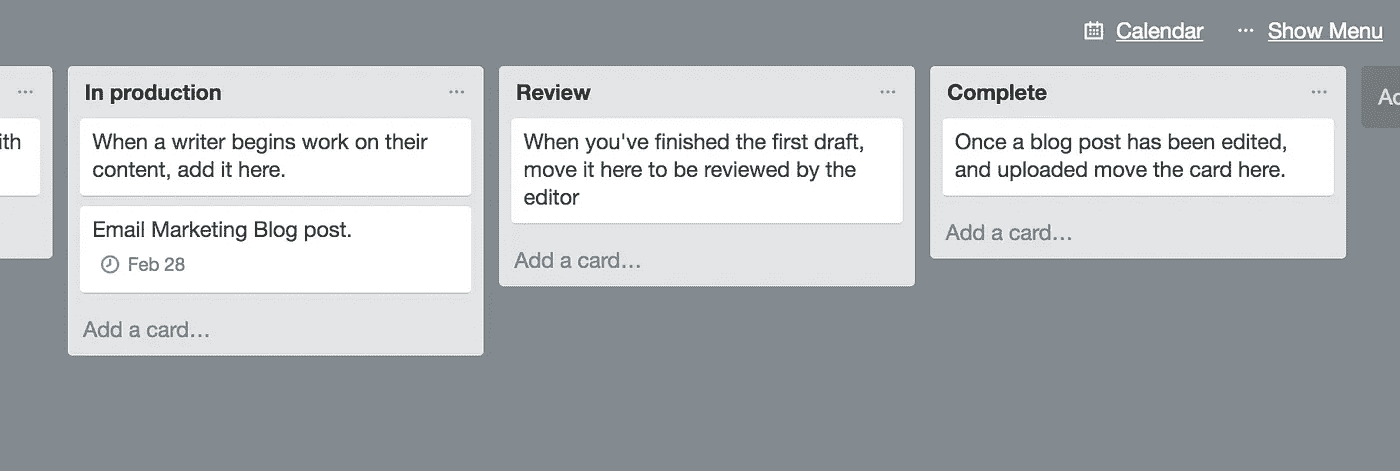 Calendar
... Show Menu
...
In production ...
When a writer begins work on their
content, add it here.
Email Marketing Blog post.
Feb 28
Add a card...
Review ...
When you've finished the first draft,
move it here to be reviewed by the
editor
Add a card...
Complete ...
Once a blog post has been edited,
and uploaded move the card here.
Add a card...